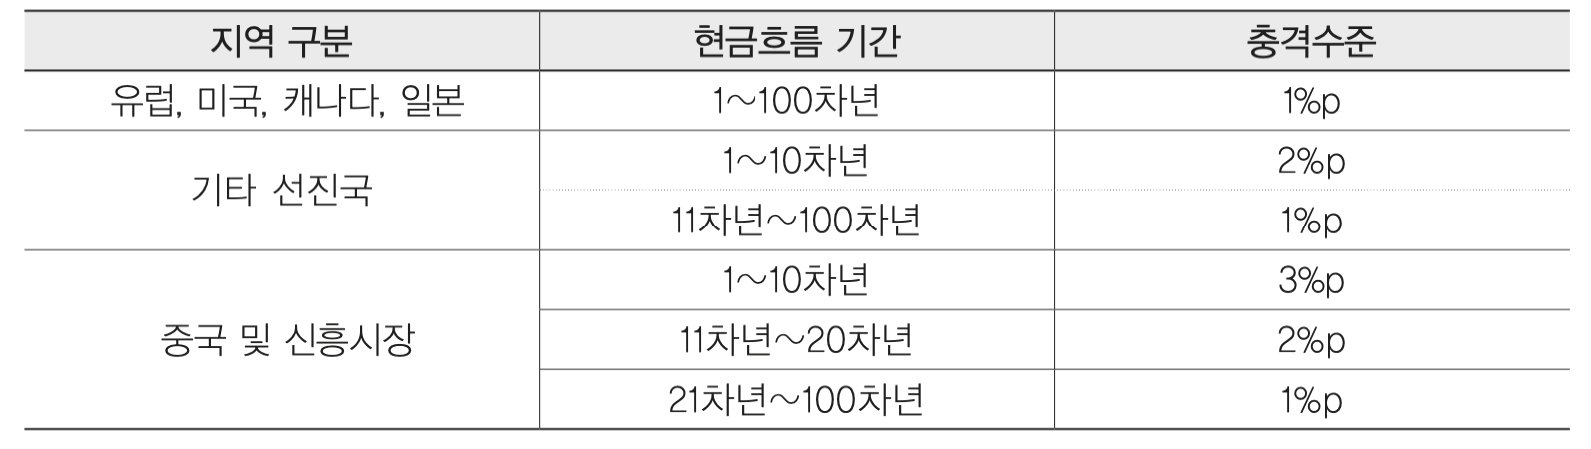 지역 구분 현금흐름 기간 충격수준
유럽, 미국, 캐나다, 일본 1～100차년 1%p
기타 선진국 1～10차년 2%p
11차년～100차년 1%p
중국 및 신흥시장 1～10차년 3%p
11차년～20차년 2%p
21차년～100차년 1%p